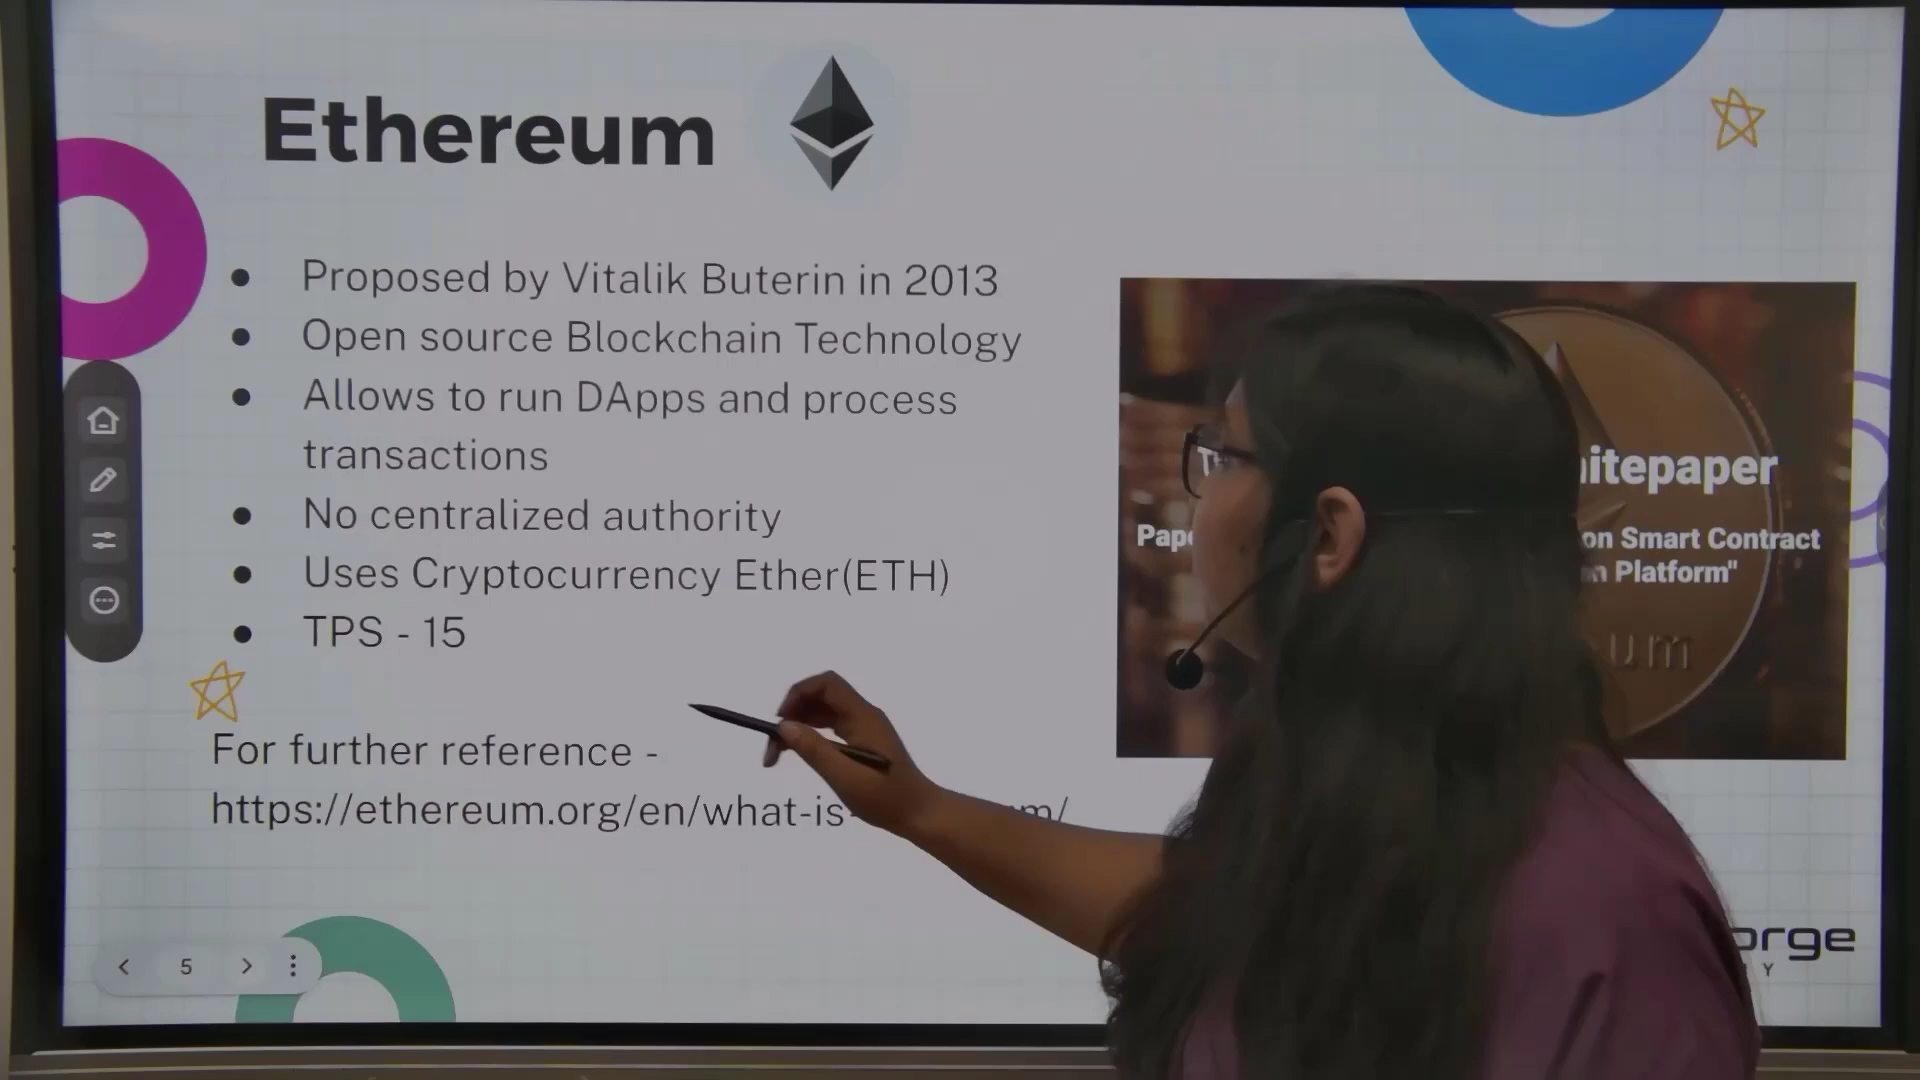 Ethereum
● Proposed by Vitalik Buterin in 2013
● Open source Blockchain Technology
● Allows to run DApps and process
transactions
● No centralized authority
● Uses Cryptocurrency Ether(ETH)
● TPS - 15
For further reference -
https://ethereum.org/en/what-is
m/
itepaper
on Smart Contract
Platform"
um
orge
Y
5